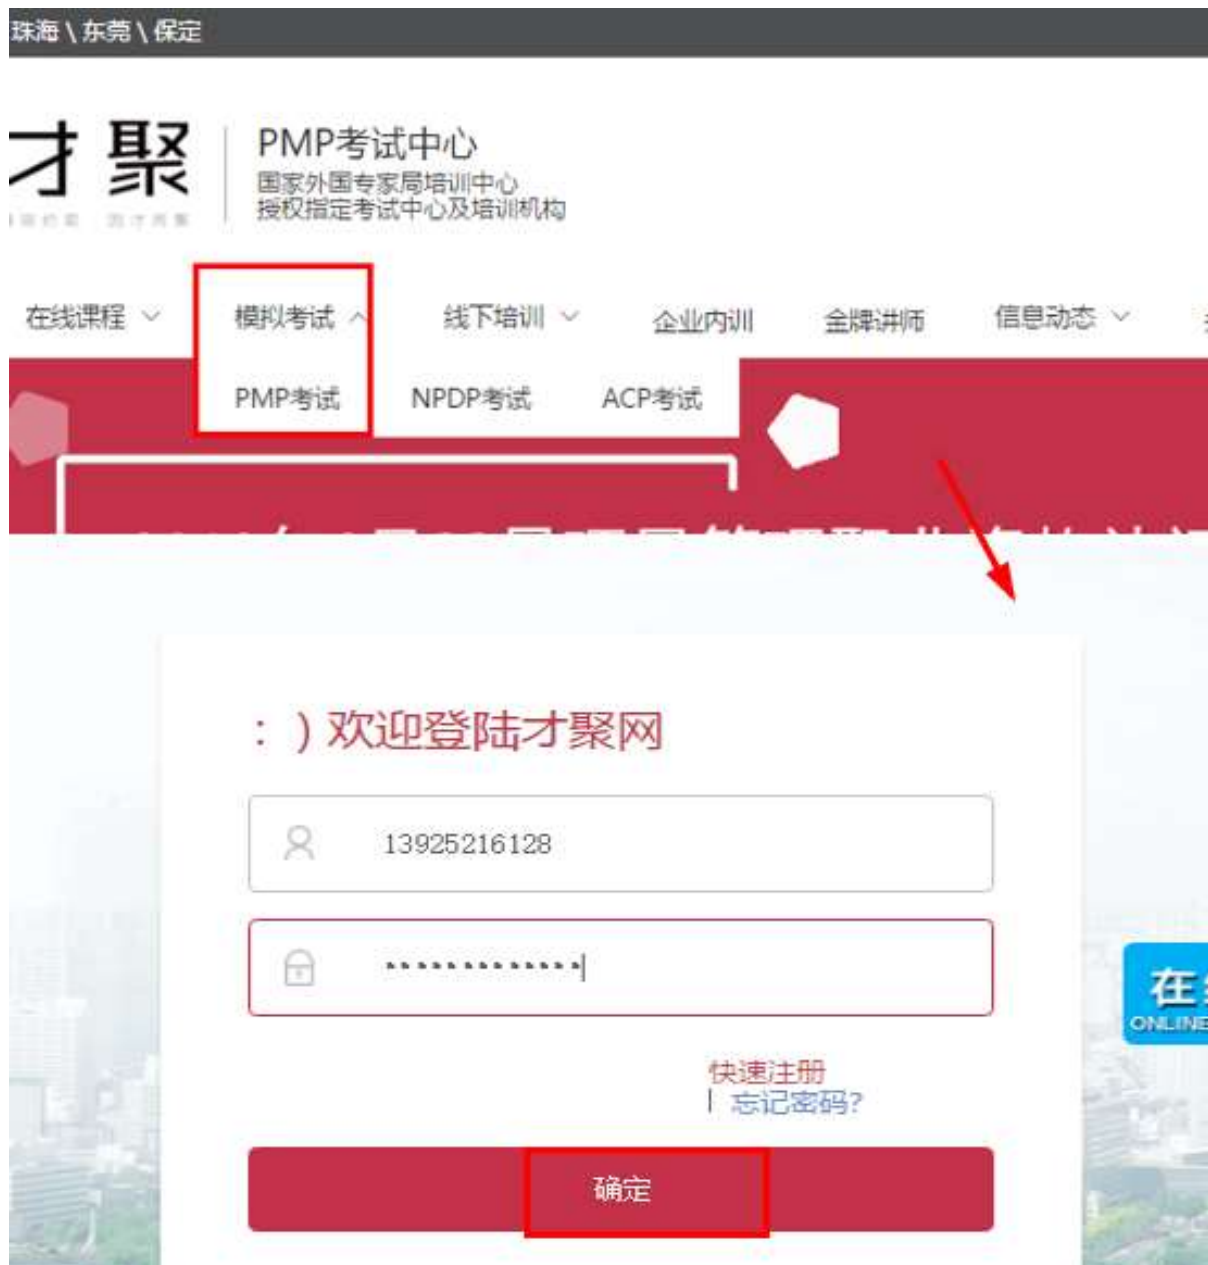 珠海 \ 东莞 \ 保定
才聚
PMP考试中心
国家外国专家局培训中心
授权指定考试中心及培训机构
在线课程 模拟考试 线下培训 企业内训 金牌讲师 信息动态
PMP考试 NPDP考试 ACP考试
：）欢迎登陆才聚网
13925216128
•••••••••••••
在
ONLINE
快速注册
| 忘记密码?
确定